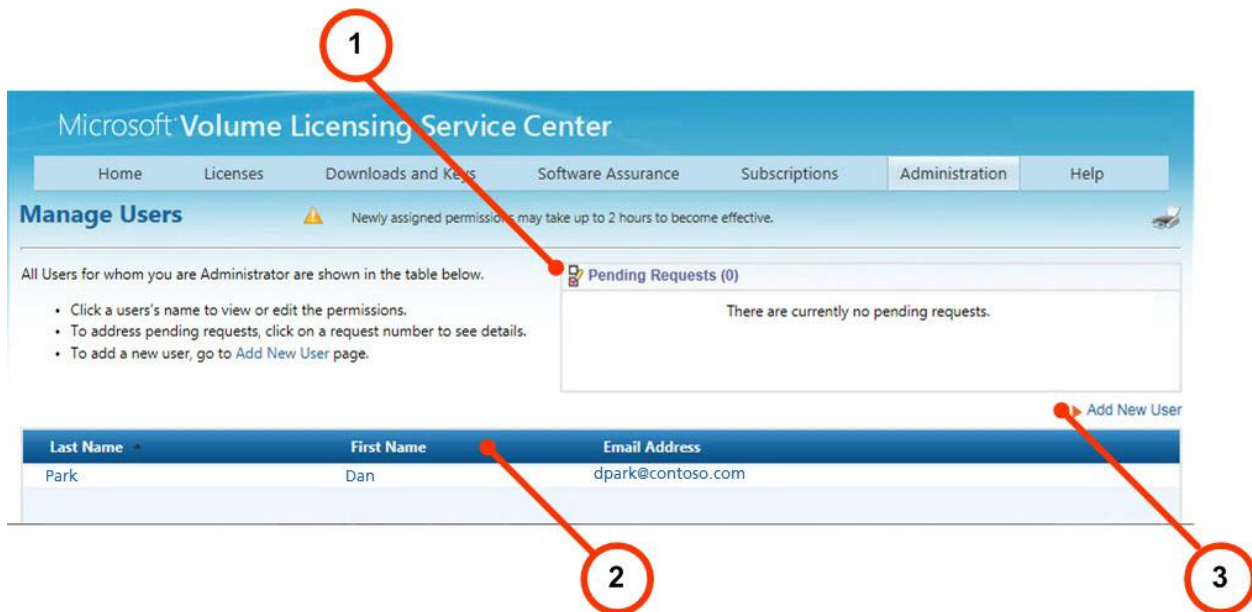 1
Microsoft Volume Licensing Service Center
Home Licenses Downloads and Keys Software Assurance Subscriptions Administration Help
Manage Users
Newly assigned permissions may take up to 2 hours to become effective.
All Users for whom you are Administrator are shown in the table below.
• Click a users's name to view or edit the permissions.
• To address pending requests, click on a request number to see details.
• To add a new user, go to Add New User page.
Pending Requests (0)
There are currently no pending requests.
Add New User
Last Name First Name Email Address
Park Dan dpark@contoso.com
2
3